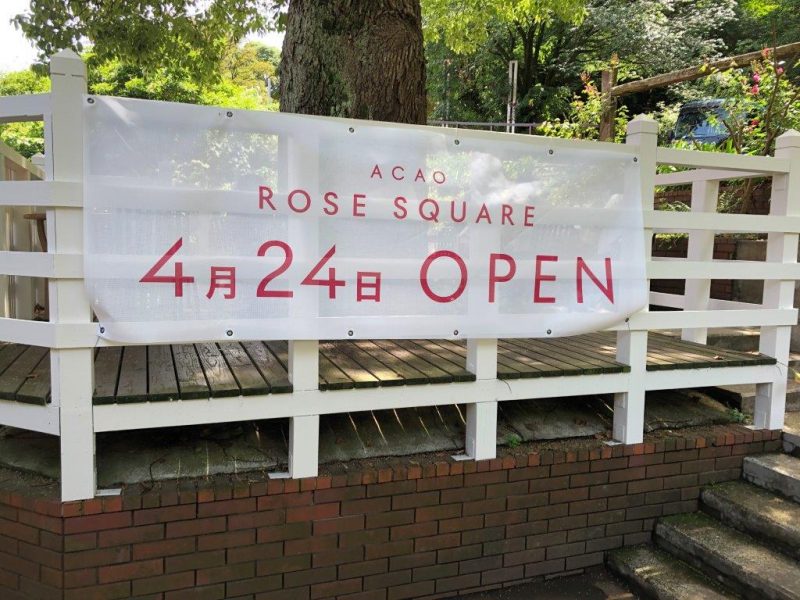 ACAO
ROSE SQUARE
4月24日 OPEN